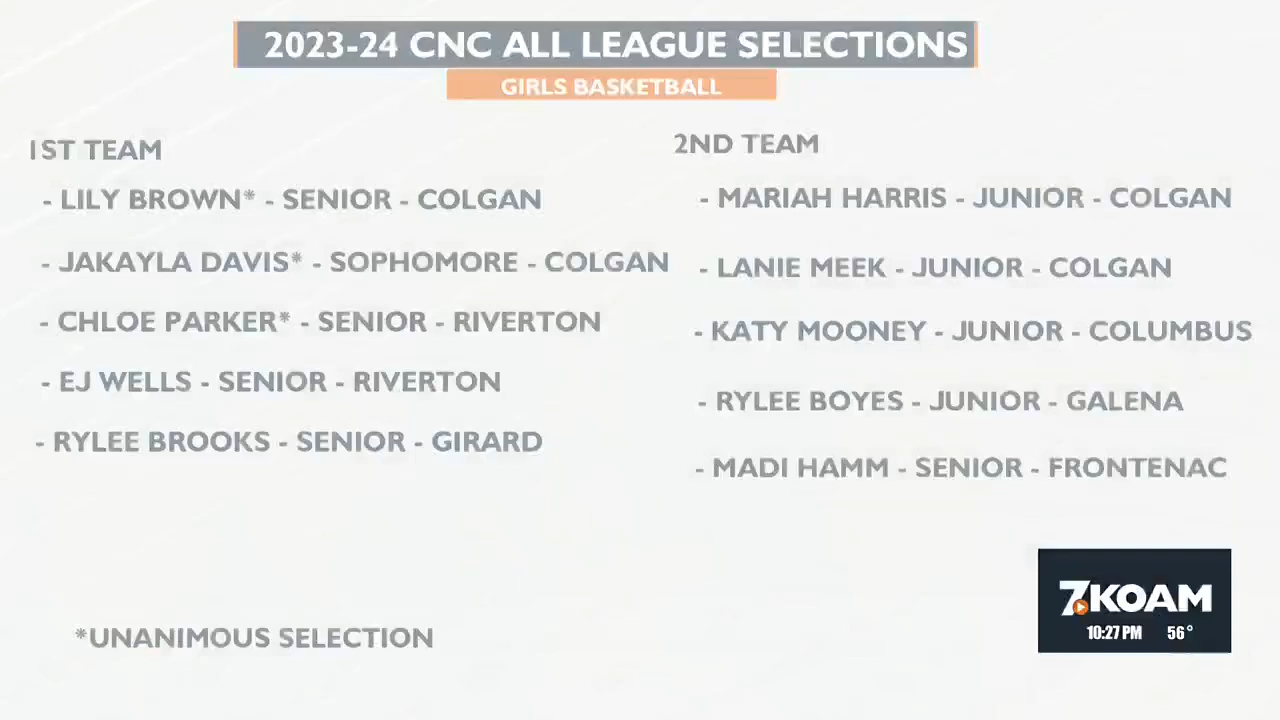 2023-24 CNC ALL LEAGUE SELECTIONS
GIRLS BASKETBALL
1ST TEAM
- LILY BROWN* - SENIOR - COLGAN
- JAKAYLA DAVIS* - SOPHOMORE - COLGAN
- CHLOE PARKER* - SENIOR - RIVERTON
- EJ WELLS - SENIOR - RIVERTON
- RYLEE BROOKS - SENIOR - GIRARD
2ND TEAM
- MARIAH HARRIS - JUNIOR - COLGAN
- LANIE MEEK - JUNIOR - COLGAN
- KATY MOONEY - JUNIOR - COLUMBUS
- RYLEE BOYES - JUNIOR - GALENA
- MADI HAMM - SENIOR - FRONTENAC
*UNANIMOUS SELECTION
7KOAM
10:27 PM 56°